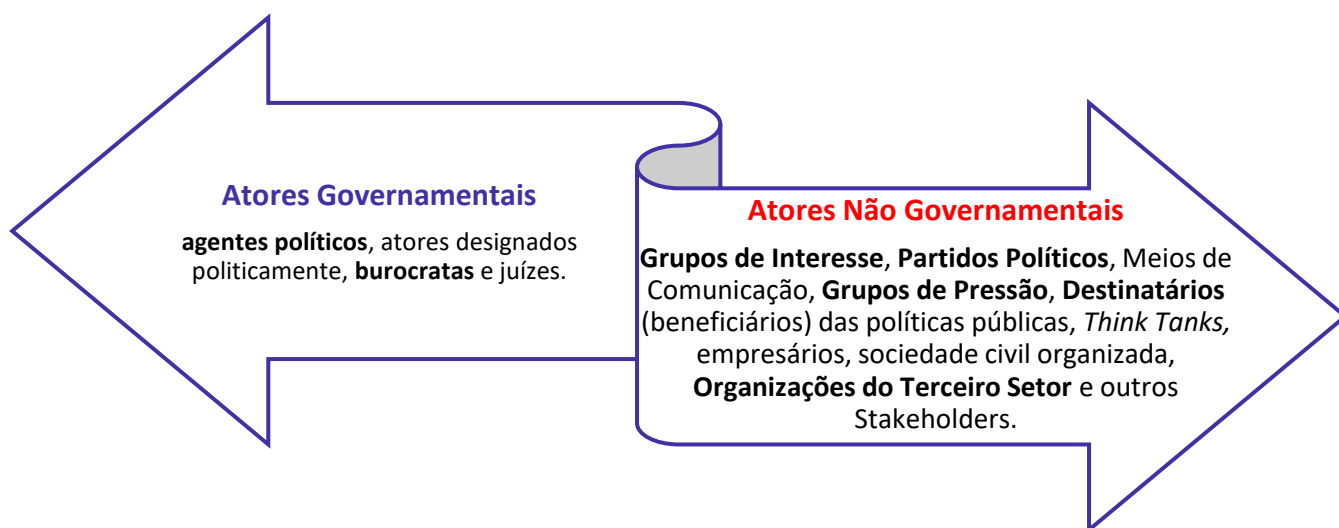 Atores Governamentais
agentes políticos, atores designados
politicamente, burocratas e juízes.
Atores Não Governamentais
Grupos de Interesse, Partidos Políticos, Meios de
Comunicação, Grupos de Pressão, Destinatários
(beneficiários) das políticas públicas, Think Tanks,
empresários, sociedade civil organizada,
Organizações do Terceiro Setor e outros
Stakeholders.